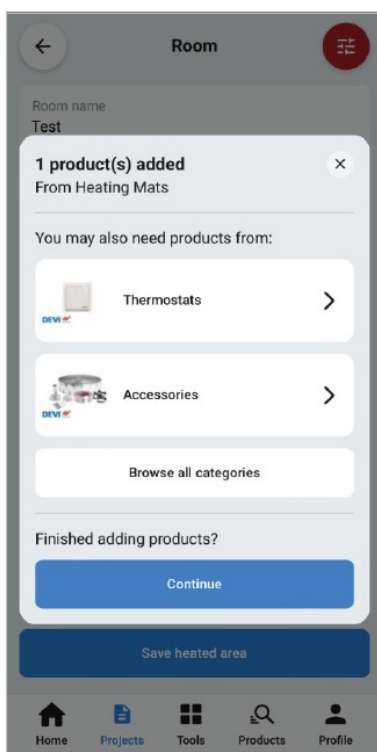 Room
Room name
Test
1 product(s) added
From Heating Mats
You may also need products from:
Thermostats
DEVI
Accessories
DEVI
Browse all categories
Finished adding products?
Continue
Save heated area
Home Projects Tools Products Profile